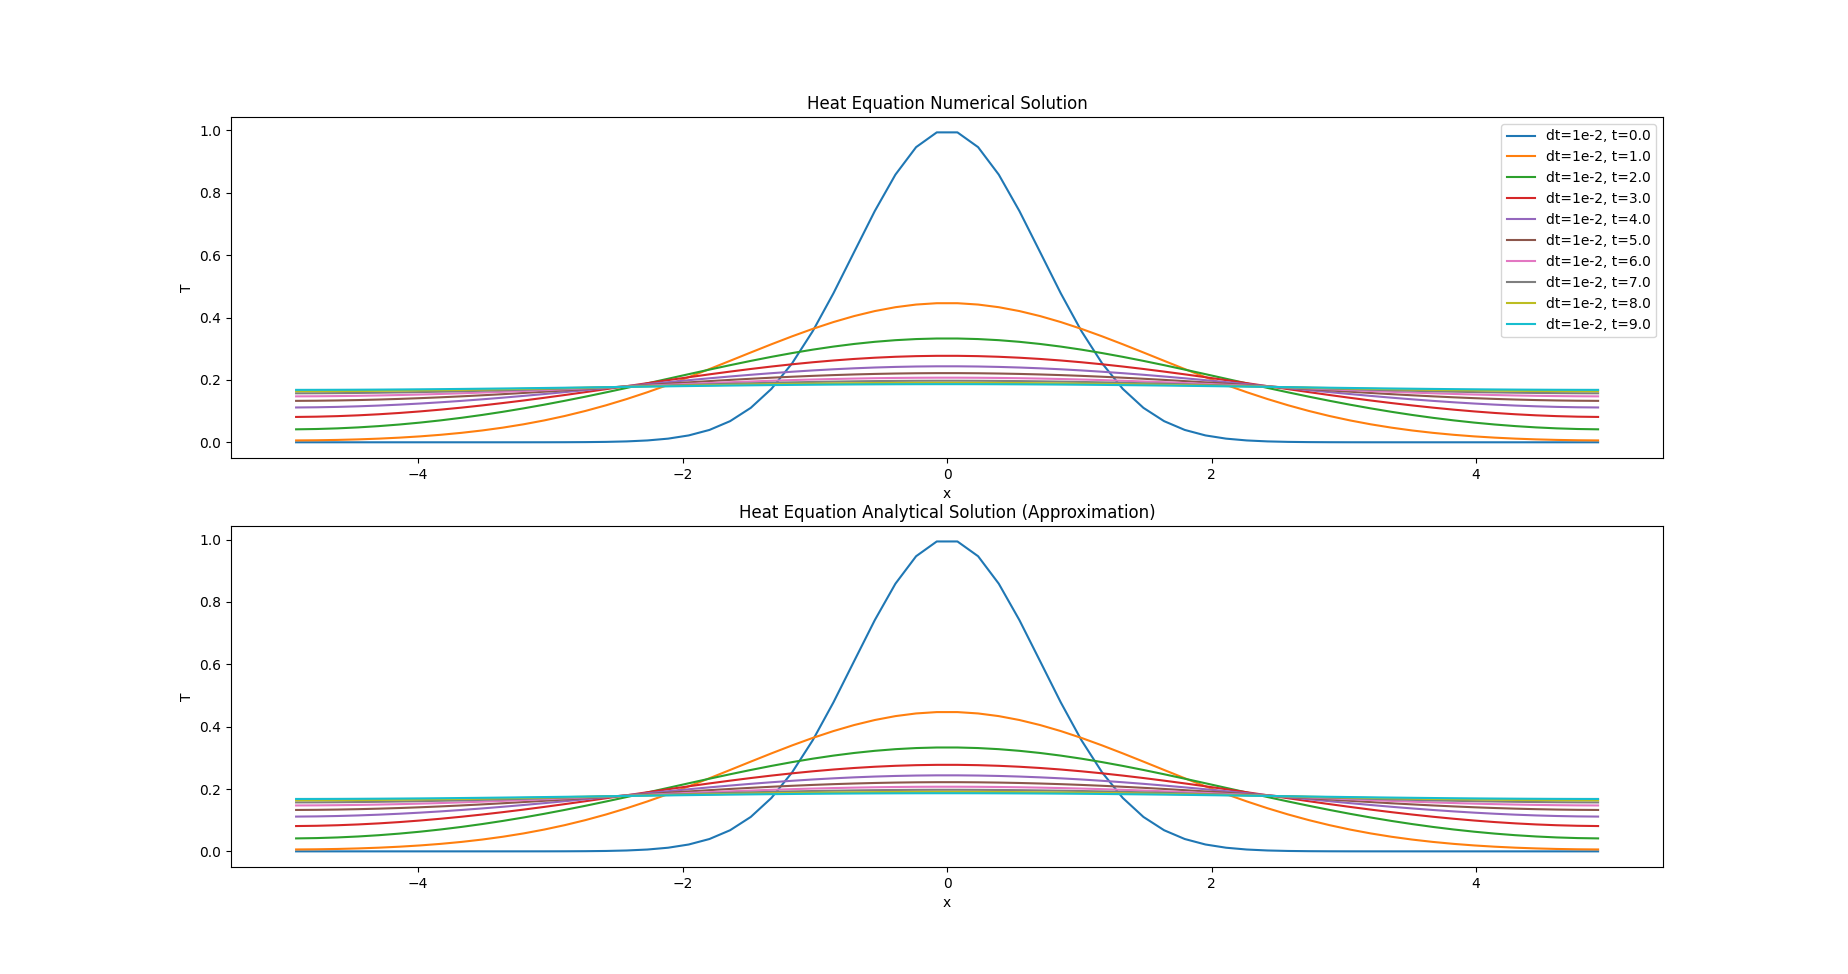 Heat Equation Numerical Solution
T
1.0
0.8
0.6
0.4
0.2
0.0
dt=1e-2, t=0.0
dt=1e-2, t=1.0
dt=1e-2, t=2.0
dt=1e-2, t=3.0
dt=1e-2, t=4.0
dt=1e-2, t=5.0
dt=1e-2, t=6.0
dt=1e-2, t=7.0
dt=1e-2, t=8.0
dt=1e-2, t=9.0
−4 −2 0 2 4
x
Heat Equation Analytical Solution (Approximation)
T
1.0
0.8
0.6
0.4
0.2
0.0
−4 −2 0 2 4
x